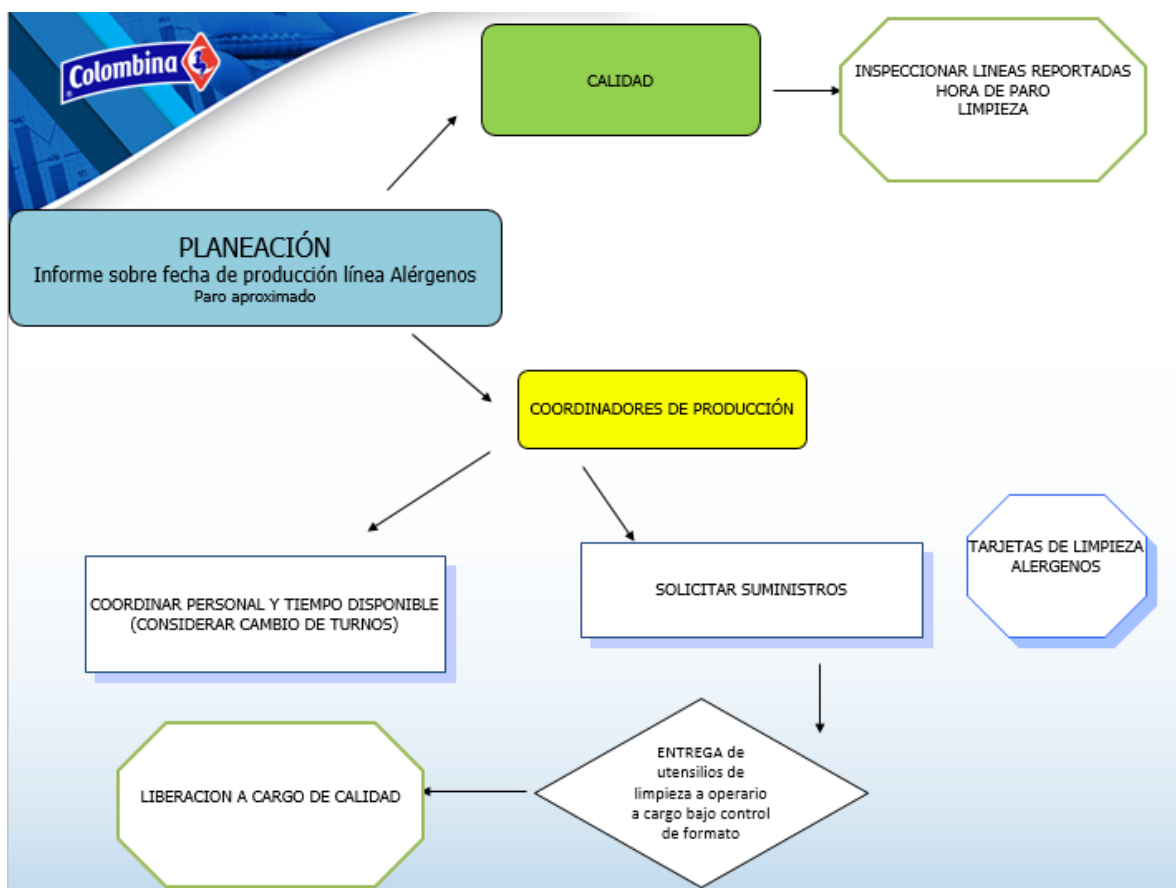 Colombina
CALIDAD
INSPECCIONAR LINEAS REPORTADAS
HORA DE PARO
LIMPIEZA
PLANEACIÓN
Informe sobre fecha de producción línea Alérgenos
Paro aproximado
COORDINADORES DE PRODUCCIÓN
COORDINAR PERSONAL Y TIEMPO DISPONIBLE
(CONSIDERAR CAMBIO DE TURNOS)
SOLICITAR SUMINISTROS
TARJETAS DE LIMPIEZA
ALERGENOS
ENTREGA de
utensilios de
limpieza a operario
a cargo bajo control
de formato
LIBERACION A CARGO DE CALIDAD